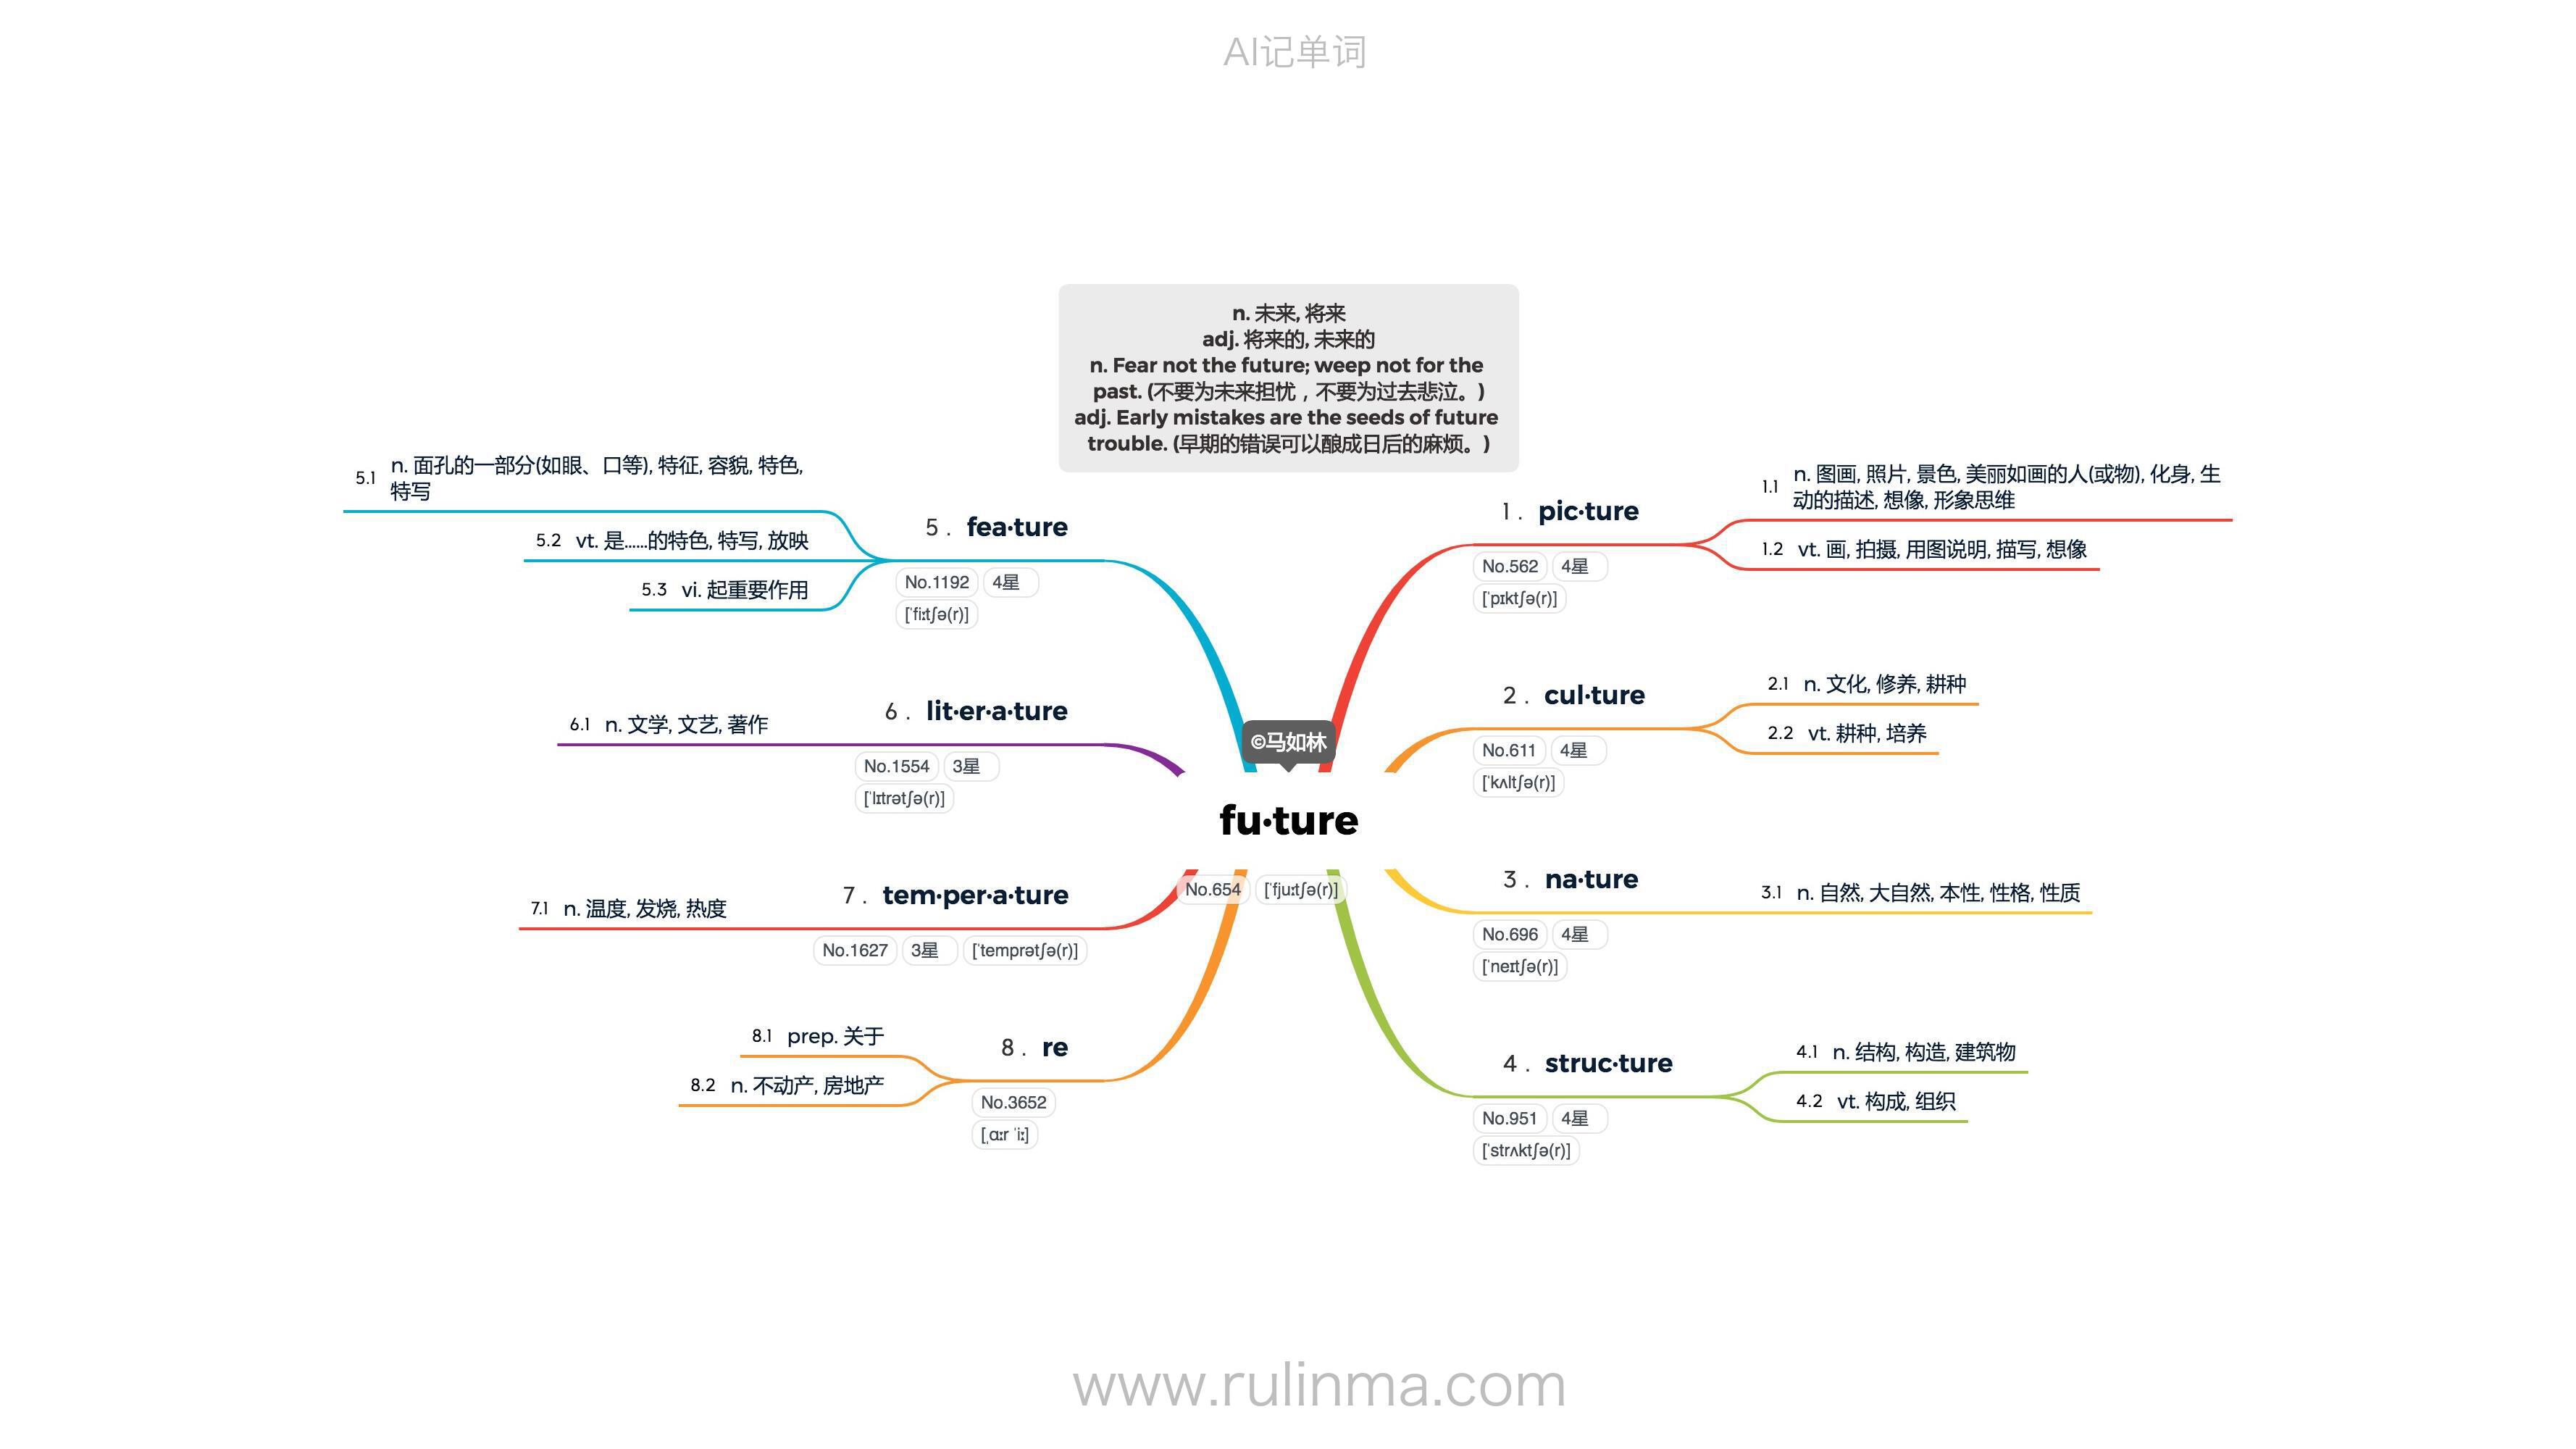 AI记单词
n. 未来, 将来
adj. 将来的, 未来的
n. Fear not the future; weep not for the
past. (不要为未来担忧，不要为过去悲泣。)
adj. Early mistakes are the seeds of future
trouble. (早期的错误可以酿成日后的麻烦。)
©马如林
fu·ture
No.654 ['fjuːtʃə(r)]
1. pic·ture
No.562 4星
['pɪktʃə(r)]
1.1 n. 图画, 照片, 景色, 美丽如画的人(或物), 化身, 生
动的描述, 想像, 形象思维
1.2 vt. 画, 拍摄, 用图说明, 描写, 想像
2. cul·ture
No.611 4星
['kʌltʃə(r)]
2.1 n. 文化, 修养, 耕种
2.2 vt. 耕种, 培养
3. na·ture
No.696 4星
['neɪtʃə(r)]
3.1 n. 自然, 大自然, 本性, 性格, 性质
4. struc·ture
No.951 4星
['strʌktʃə(r)]
4.1 n. 结构, 构造, 建筑物
4.2 vt. 构成, 组织
5. fea·ture
No.1192 4星
['fiːtʃə(r)]
5.1 n. 面孔的一部分(如眼、口等), 特征, 容貌, 特色,
特写
5.2 vt. 是......的特色, 特写, 放映
5.3 vi. 起重要作用
6. lit·er·a·ture
No.1554 3星
['lɪtrətʃə(r)]
6.1 n. 文学, 文艺, 著作
7. tem·per·a·ture
No.1627 3星 ['temprətʃə(r)]
7.1 n. 温度, 发烧, 热度
8. re
No.3652
[ˌɑːr ˈiː]
8.1 prep. 关于
8.2 n. 不动产, 房地产
www.rulinma.com